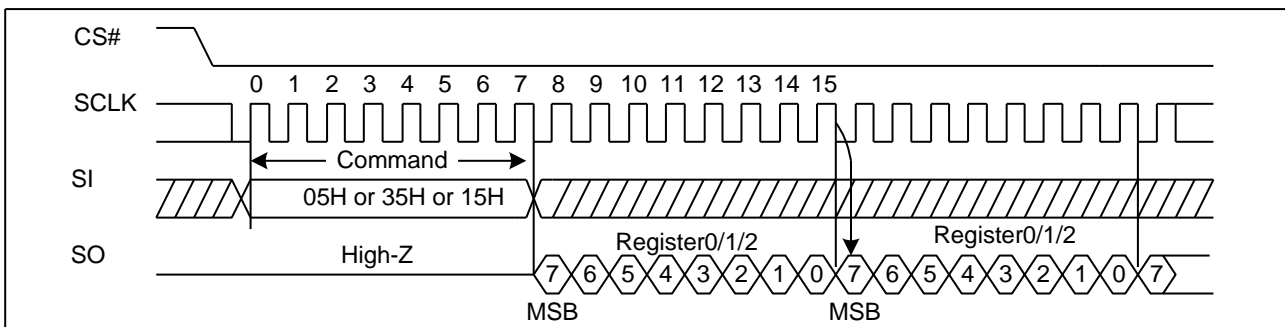 CS#
0 1 2 3 4 5 6 7 8 9 10 11 12 13 14 15
SCLK
Command
SI
05H or 35H or 15H
Register0/1/2 Register0/1/2
SO
High-Z
7 6 5 4 3 2 1 0 7 6 5 4 3 2 1 0 7
MSB MSB